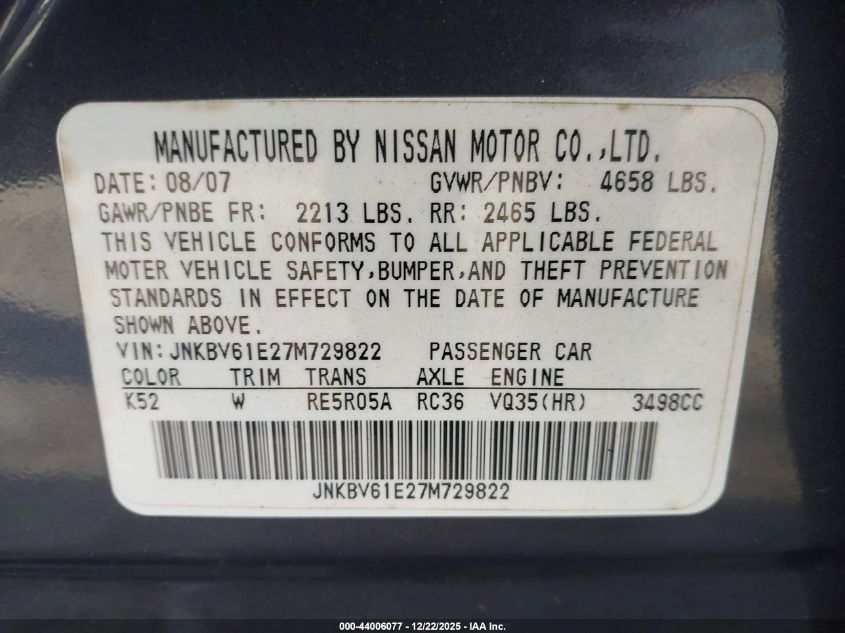 MANUFACTURED BY NISSAN MOTOR CO.,LTD.
DATE: 08/07 GVWR/PNBV: 4658 LBS.
GAWR/PNBE FR: 2213 LBS. RR: 2465 LBS.
THIS VEHICLE CONFORMS TO ALL APPLICABLE FEDERAL
MOTER VEHICLE SAFETY,BUMPER,AND THEFT PREVENTION
STANDARDS IN EFFECT ON THE DATE OF MANUFACTURE
SHOWN ABOVE.
VIN: JNKBV61E27M729822 PASSENGER CAR
COLOR TRIM TRANS AXLE ENGINE
K52 W RE5R05A RC36 VQ35(HR) 3498CC
JNKBV61E27M729822
000-44006077 - 12/22/2025 - IAA Inc.